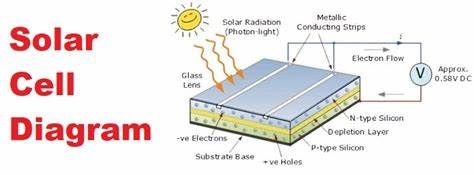 Solar
Cell
Diagram
Solar Radiation
(Photon-light)
Metallic
Conducting Strips
i
Electron Flow
Glass
Lens
V
Approx.
0.58V DC
N-type Silicon
Depletion Layer
P-type Silicon
-ve Electrons
Substrate Base
+ve Holes